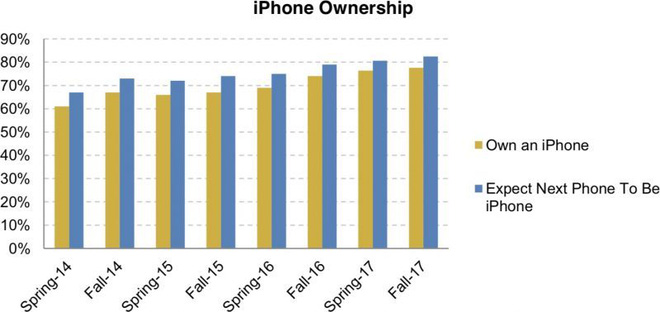 iPhone Ownership
90%
80%
70%
60%
50%
40%
30%
20%
10%
0%
Spring-14
Fall-14
Spring-15
Fall-15
Spring-16
Fall-16
Spring-17
Fall-17
Own an iPhone
Expect Next Phone To Be
iPhone